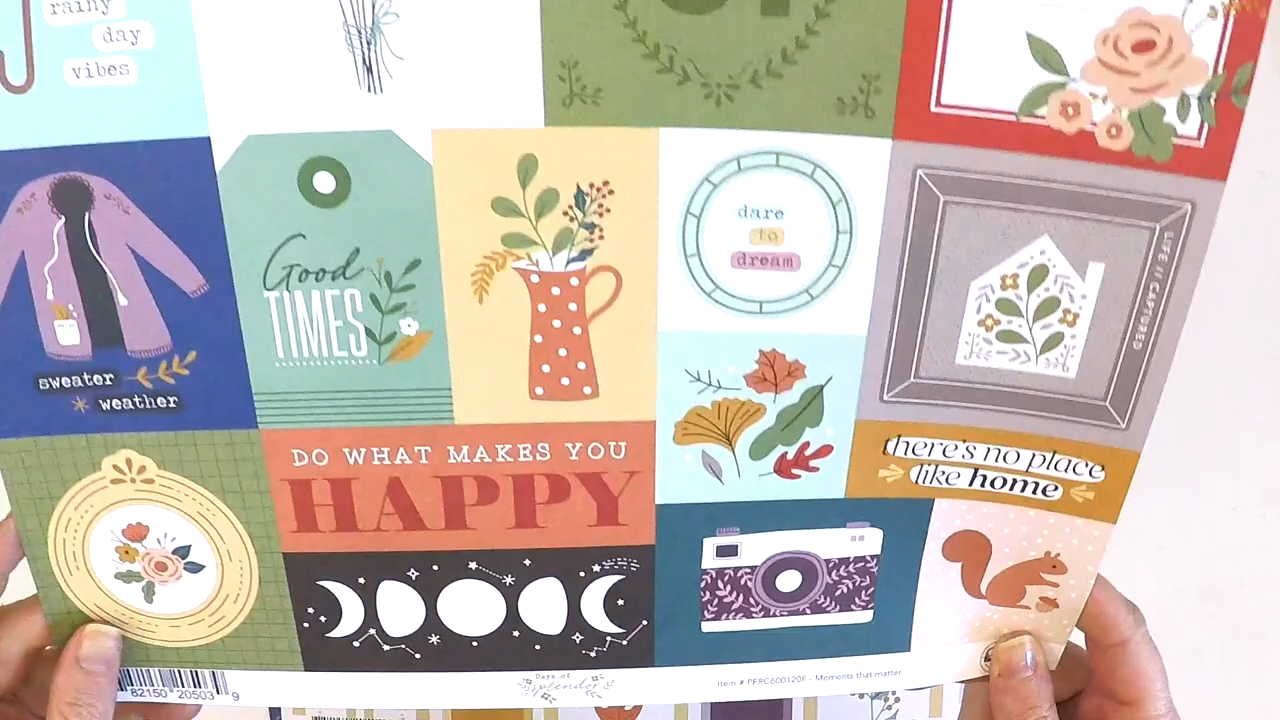 rainy
day
vibes
Good
TIMES
dare
to
dream
LIFE // CAPTURED
sweater
weather
DO WHAT MAKES YOU
HAPPY
there's no place
like home
82150 20503 9
Days of
splendor
Item # PFRC600120F - Moments that matter